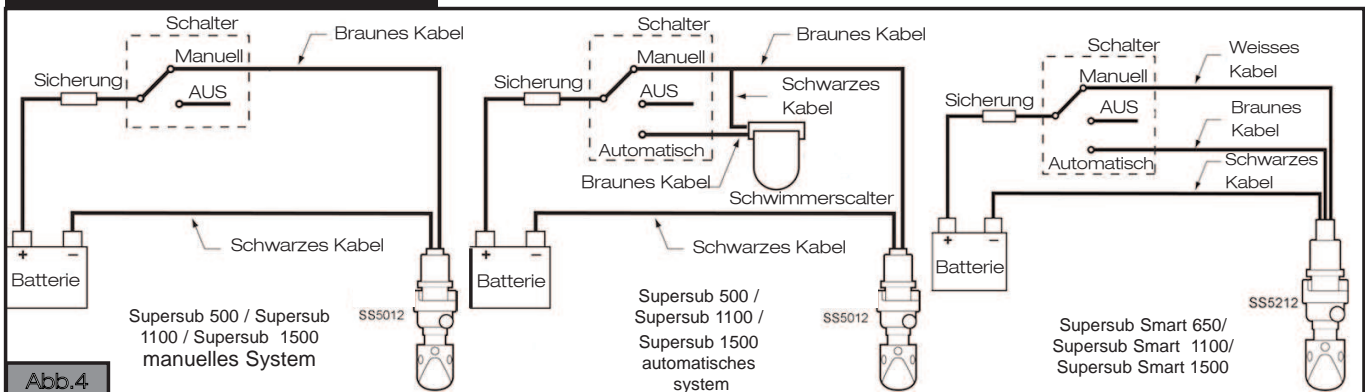 Schalter
Braunes Kabel
Manuell
Sicherung
AUS
+ −
Batterie
Schwarzes Kabel
SS5012
Supersub 500 / Supersub
1100 / Supersub 1500
manuelles System
Schalter
Braunes Kabel
Manuell
Sicherung
Schwarzes
Kabel
AUS
Automatisch
Braunes Kabel
Schwimmerscalter
+ −
Batterie
Schwarzes Kabel
SS5012
Supersub 500 /
Supersub 1100 /
Supersub 1500
automatisches
system
Schalter
Weisses
Kabel
Manuell
Sicherung
AUS
Braunes
Kabel
Automatisch
Schwarzes
Kabel
+ −
Batterie
SS5212
Supersub Smart 650/
Supersub Smart 1100/
Supersub Smart 1500
Abb.4